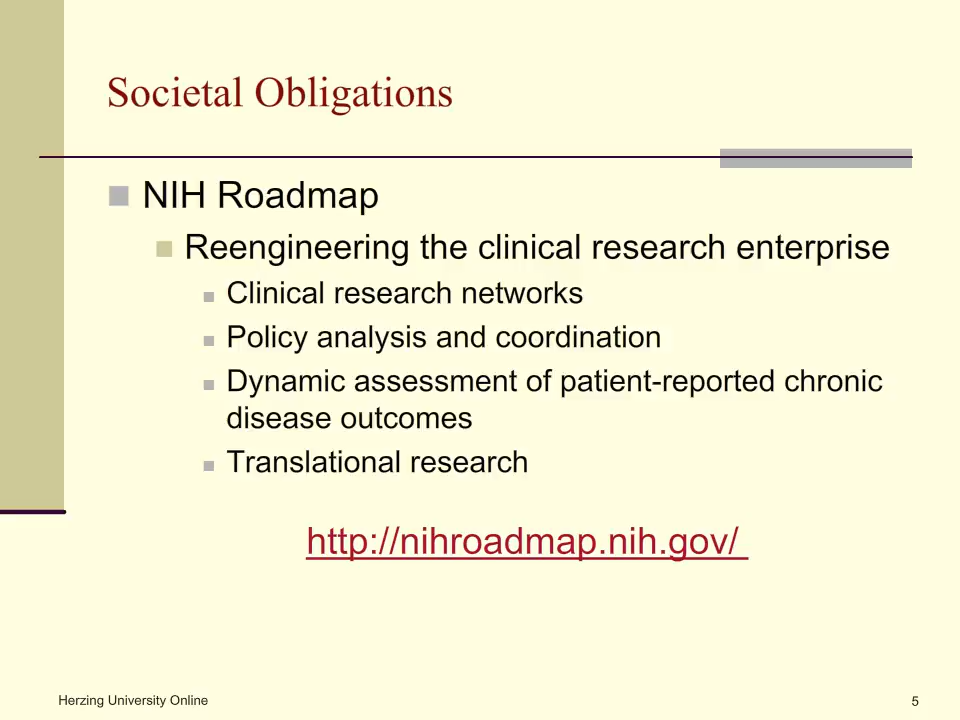 Societal Obligations
NIH Roadmap
Reengineering the clinical research enterprise
Clinical research networks
Policy analysis and coordination
Dynamic assessment of patient-reported chronic
disease outcomes
Translational research
http://nihroadmap.nih.gov/
Herzing University Online
5